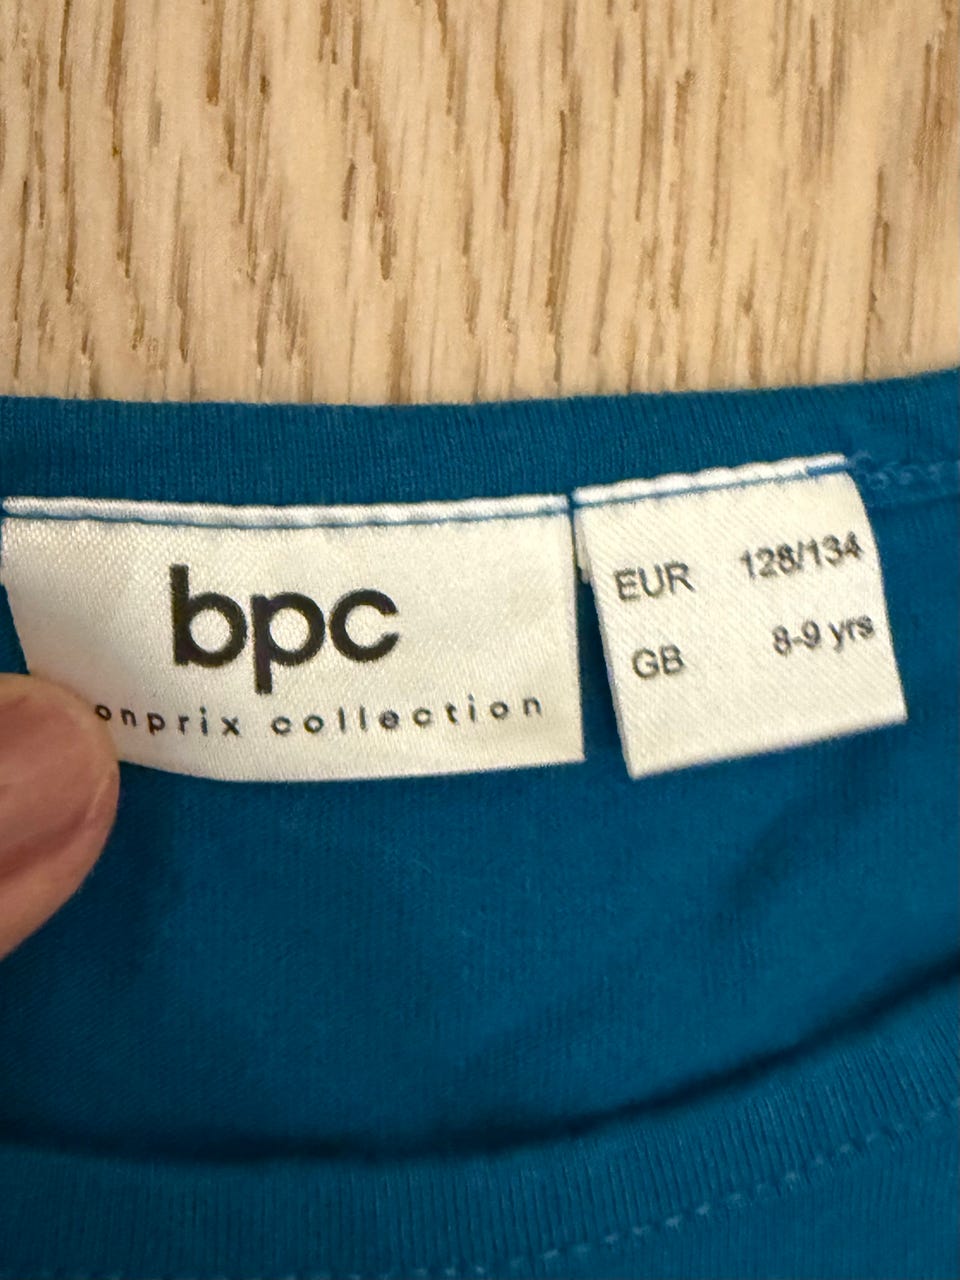 bpc
onprix collection
EUR 128/134
GB 8-9 yrs